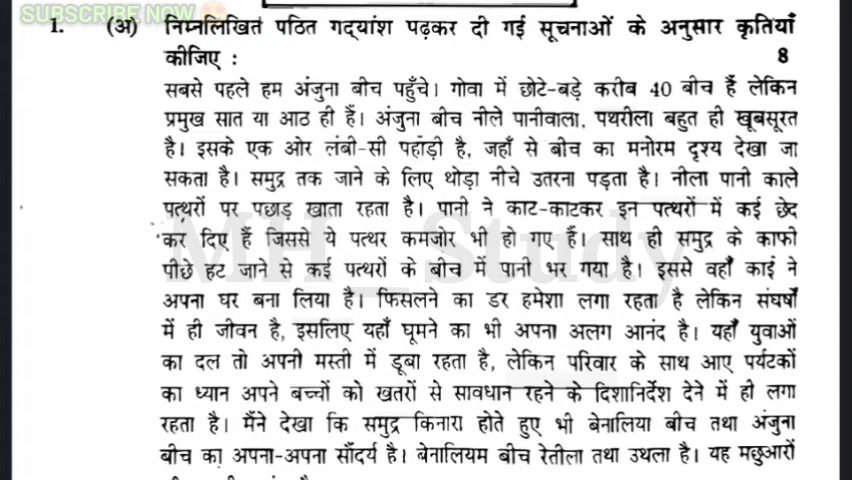 SUBSCRIBE NOW
1. (अ) निम्नलिखित पठित गद्यांश पढ़कर दी गई सूचनाओं के अनुसार कृतियाँ
कीजिए : 8
सबसे पहले हम अंजुना बीच पहुँचे। गोवा में छोटे-बड़े करीब 40 बीच हैं लेकिन
प्रमुख सात या आठ ही हैं। अंजुना बीच नीले पानीवाला, पथरीला बहुत ही खूबसूरत
है। इसके एक ओर लंबी-सी पहाड़ी है, जहाँ से बीच का मनोरम दृश्य देखा जा
सकता है। समुद्र तक जाने के लिए थोड़ा नीचे उतरना पड़ता है। नीला पानी काले
पत्थरों पर पछाड़ खाता रहता है। पानी ने काट-काटकर इन पत्थरों में कई छेद
कर दिए हैं जिससे ये पत्थर कमजोर भी हो गए हैं। साथ ही समुद्र के काफी
पीछे हट जाने से कई पत्थरों के बीच में पानी भर गया है। इससे वहाँ काई ने
अपना घर बना लिया है। फिसलने का डर हमेशा लगा रहता है लेकिन संघर्षों
में ही जीवन है, इसलिए यहाँ घूमने का भी अपना अलग आनंद है। यहाँ युवाओं
का दल तो अपनी मस्ती में डूबा रहता है, लेकिन परिवार के साथ आए पर्यटकों
का ध्यान अपने बच्चों को खतरों से सावधान रहने के दिशानिर्देश देने में ही लगा
रहता है। मैंने देखा कि समुद्र किनारा होते हुए भी बेनालिया बीच तथा अंजुना
बीच का अपना-अपना सौंदर्य है। बेनालियम बीच रेतीला तथा उथला है। यह मछुआरों
MH_Study